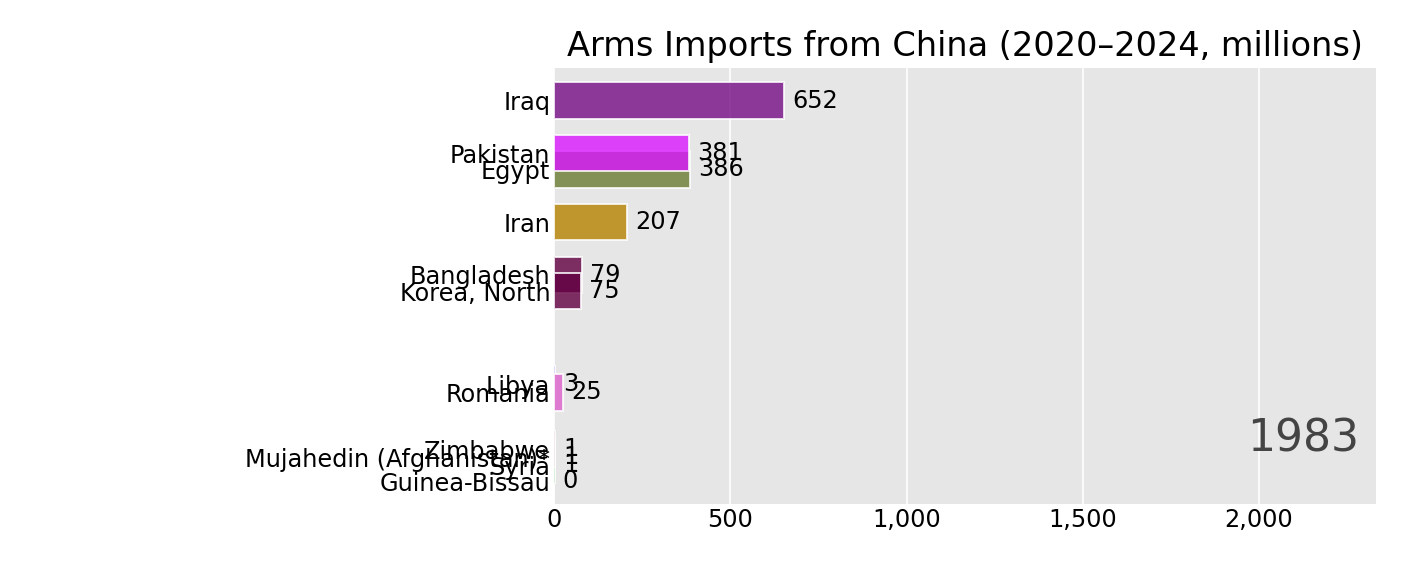 Arms Imports from China (2020–2024, millions)
Iraq 652
Pakistan 381
Egypt 386
Iran 207
Bangladesh 79
Korea, North 75
Libya 3
Romania 25
Zimbabwe 1
Mujahedin (Afghanistan)* 1
Syria 1
Guinea-Bissau 0
1983
0 500 1,000 1,500 2,000